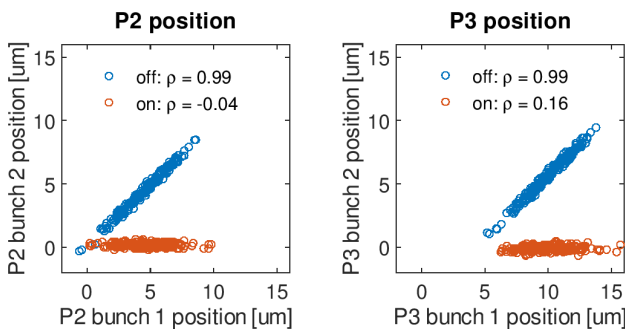 P2 position
P2 bunch 2 position [um]
15
10
5
0
off: ρ = 0.99
on: ρ = -0.04
0
5
10
15
P2 bunch 1 position [um]
P3 position
P3 bunch 2 position [um]
15
10
5
0
off: ρ = 0.99
on: ρ = 0.16
0
5
10
15
P3 bunch 1 position [um]